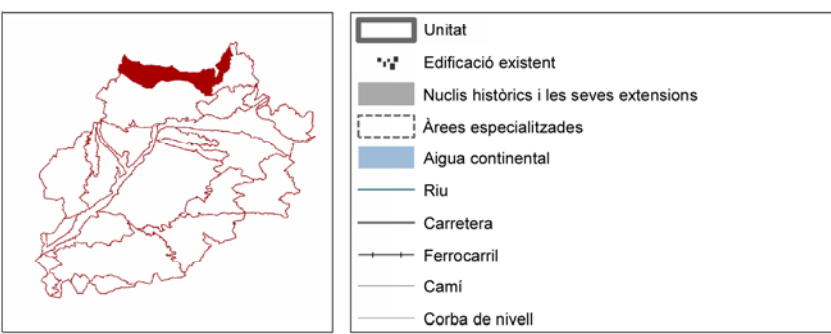 Unitat
Edificació existent
Nuclis històrics i les seves extensions
Àrees especialitzades
Aigua continental
Riu
Carretera
Ferrocarril
Camí
Corba de nivell